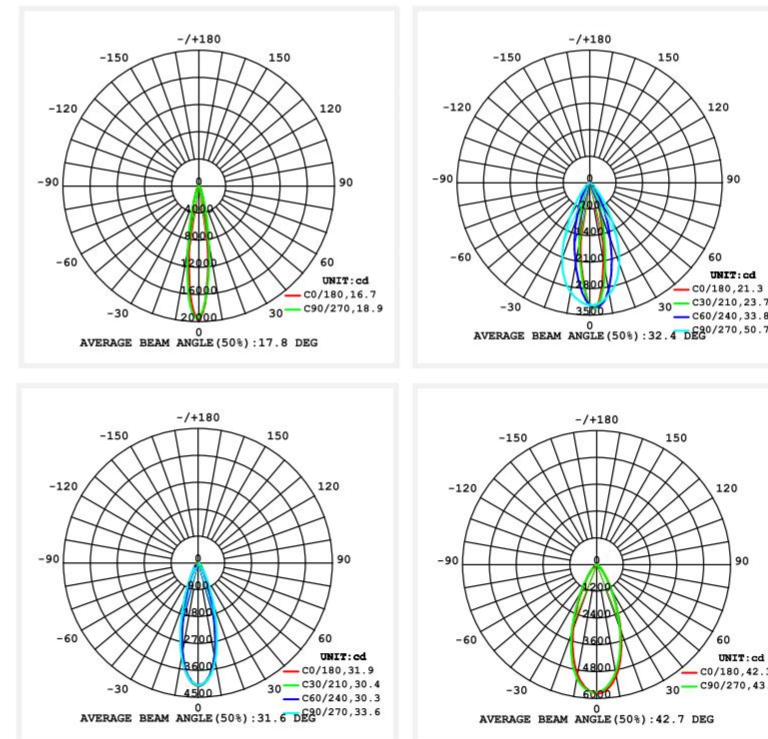 -/+180
-150 150
-120 120
-90 0 90
4000
8000
12000
-60 60
16000
UNIT:cd
C0/180,16.7
-30 30 C90/270,18.9
20000
0
AVERAGE BEAM ANGLE(50%):17.8 DEG
-/+180
-150 150
-120 120
-90 0 90
700
1400
2100
-60 60
2800
UNIT:cd
C0/180,21.3
-30 30 C30/210,23.7
3500
C60/240,33.8
0
C90/270,50.7
AVERAGE BEAM ANGLE(50%):32.4 DEG
-/+180
-150 150
-120 120
-90 0 90
900
1800
2700
-60 60
3600
UNIT:cd
C0/180,31.9
-30 30 C30/210,30.4
4500
C60/240,30.3
0
C90/270,33.6
AVERAGE BEAM ANGLE(50%):31.6 DEG
-/+180
-150 150
-120 120
-90 0 90
1200
2400
3600
-60 60
4800
UNIT:cd
C0/180,42.
-30 30 C90/270,43.
6000
0
AVERAGE BEAM ANGLE(50%):42.7 DEG